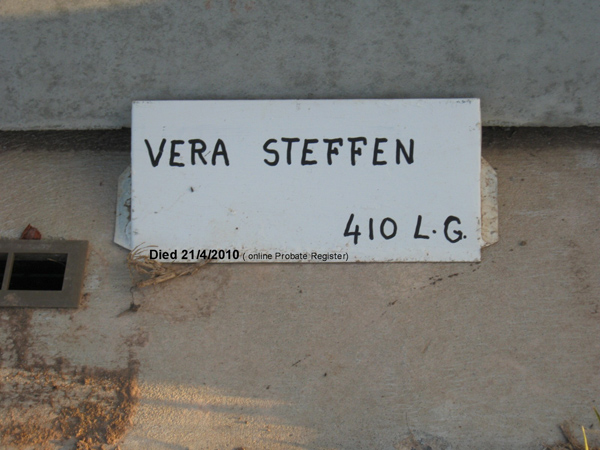 VERA STEFFEN
410 L.G.
Died 21/4/2010 ( online Probate Register)